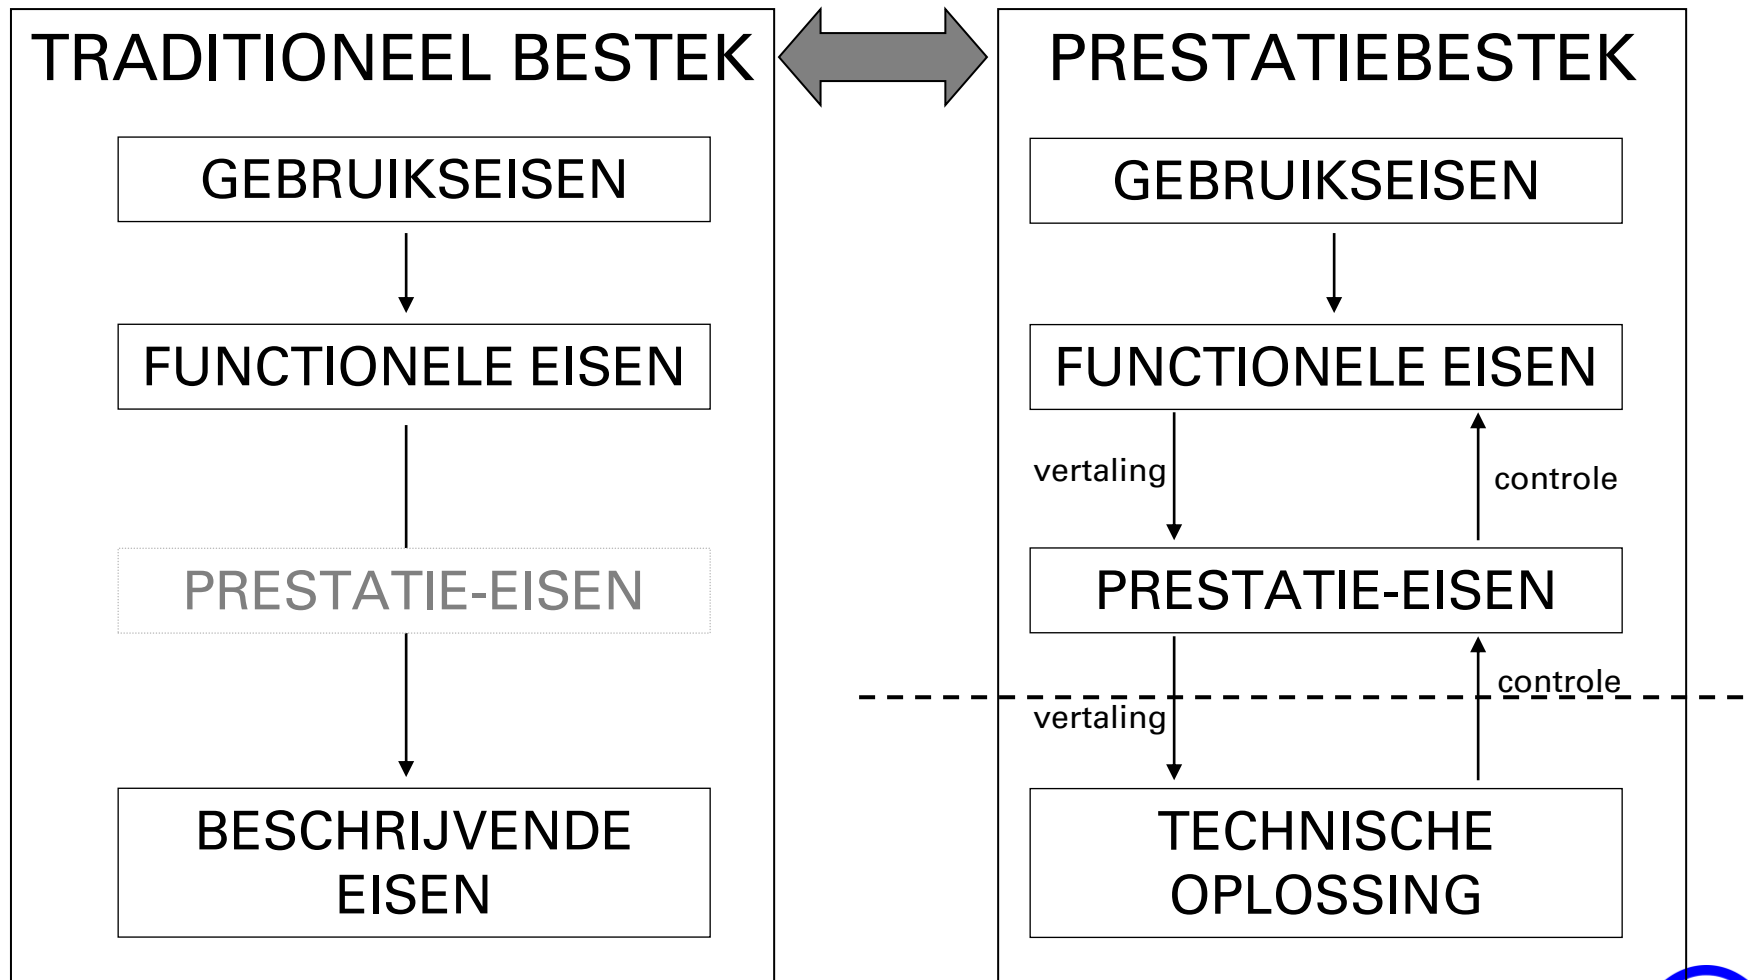 TRADITIONEEL BESTEK
GEBRUIKSEISEN
FUNCTIONELE EISEN
PRESTATIE-EISEN
BESCHRIJVENDE
EISEN
PRESTATIEBESTEK
GEBRUIKSEISEN
FUNCTIONELE EISEN
vertaling
controle
PRESTATIE-EISEN
controle
vertaling
TECHNISCHE
OPLOSSING